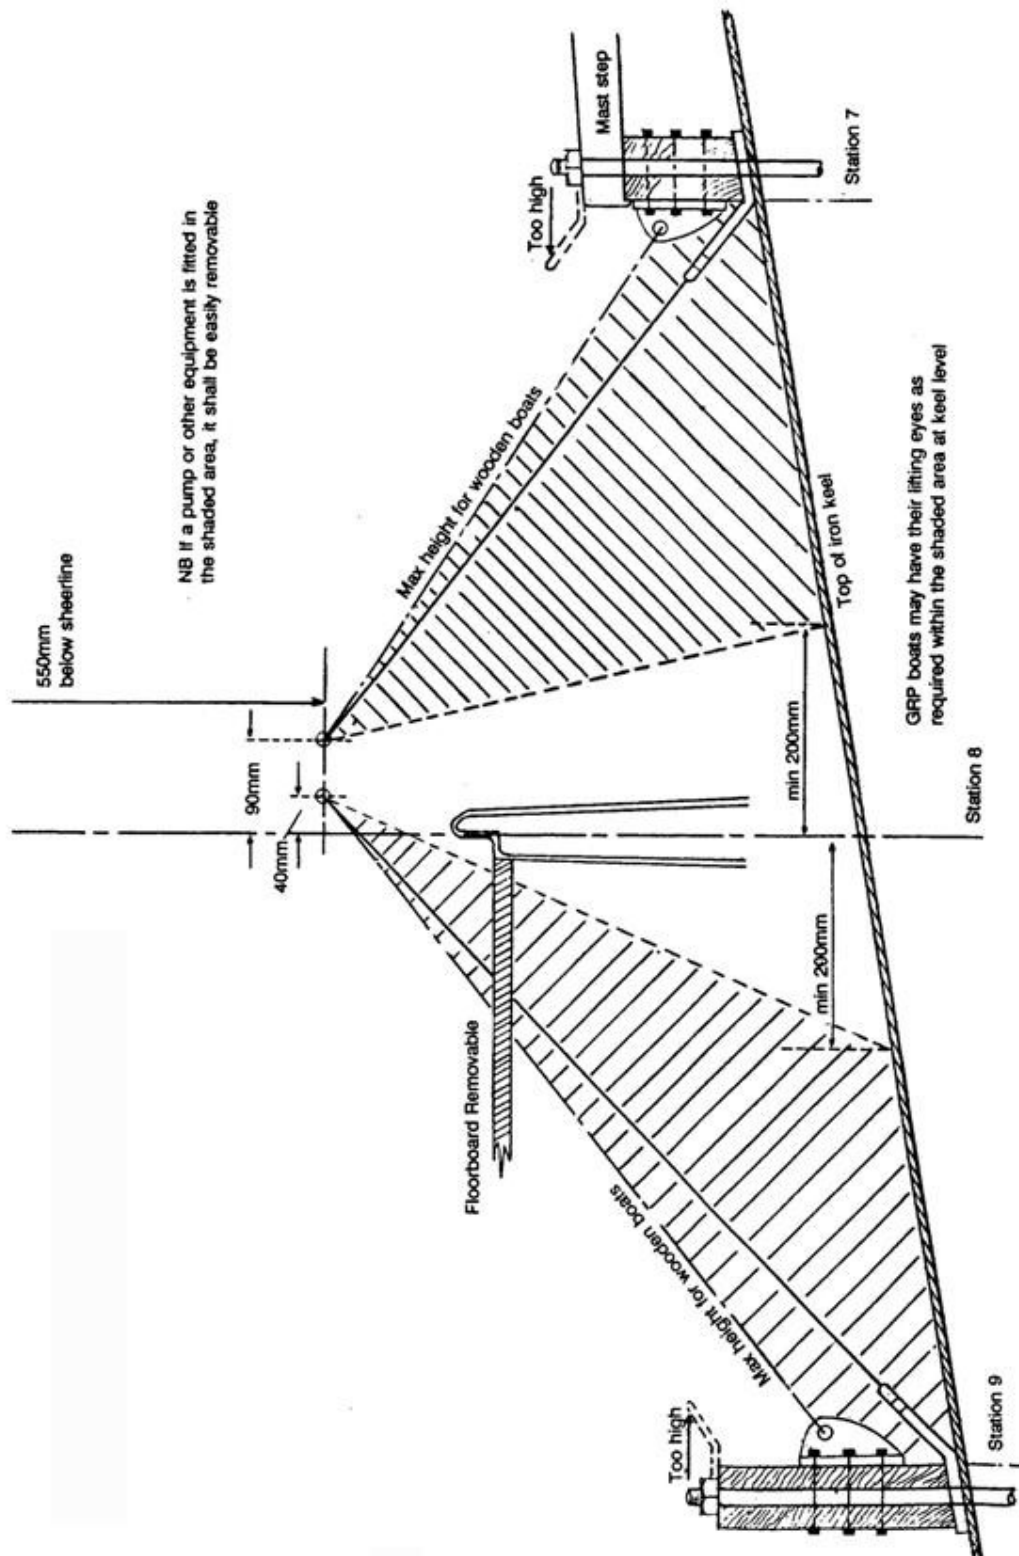 550mm
below sheerline
NB If a pump or other equipment is fitted in
the shaded area, it shall be easily removable
90mm
40mm
Too high
Mast step
Max height for wooden boats
Station 7
Floorboard Removable
Max height for wooden boats
min 200mm
min 200mm
Top of iron keel
GRP boats may have their lifting eyes as
required within the shaded area at keel level
Too high
Station 9
Station 8